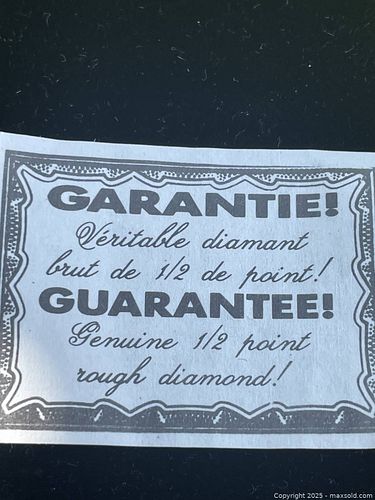 GARANTIE!
Véritable diamant
brut de 1/2 de point!
GUARANTEE!
Genuine 1/2 point
rough diamond!
Copyright 2025 - maxsold.com